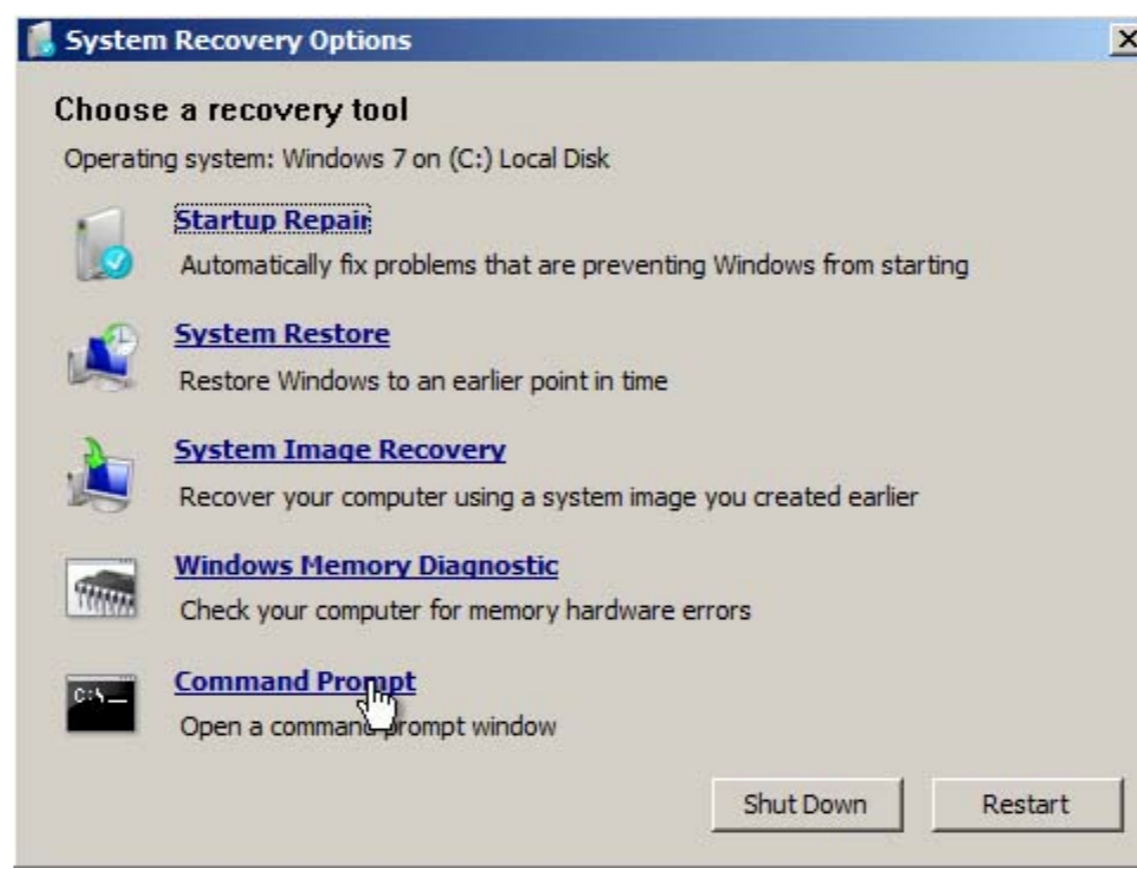 System Recovery Options
Choose a recovery tool
Operating system: Windows 7 on (C:) Local Disk
Startup Repair
Automatically fix problems that are preventing Windows from starting
System Restore
Restore Windows to an earlier point in time
System Image Recovery
Recover your computer using a system image you created earlier
Windows Memory Diagnostic
Check your computer for memory hardware errors
C:\_
Command Prompt
Open a command prompt window
Shut Down
Restart